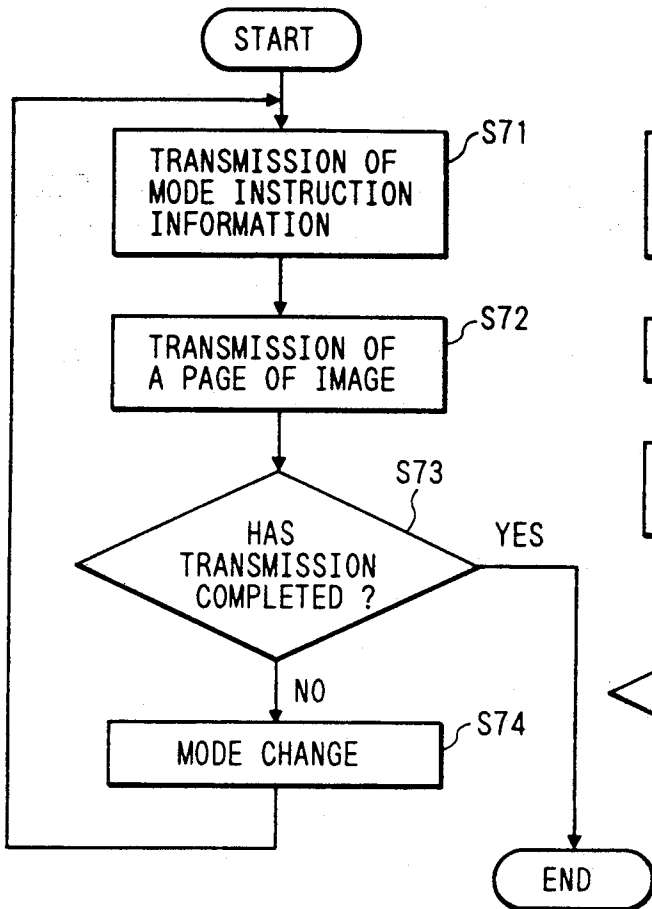 START
S71
TRANSMISSION OF
MODE INSTRUCTION
INFORMATION
S72
TRANSMISSION OF
A PAGE OF IMAGE
S73
HAS
TRANSMISSION
COMPLETED ?
YES
NO
S74
MODE CHANGE
END